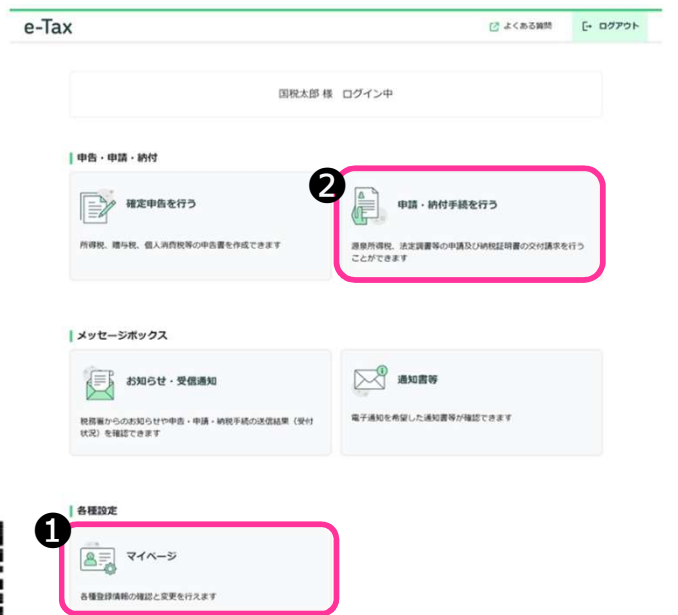 e-Tax
よくある質問
ログアウト
国税太郎 様 ログイン中
申告・申請・納付
確定申告を行う
所得税、贈与税、個人消費税等の申告書を作成できます
❷
申請・納付手続を行う
源泉所得税、法定調書等の申請及び納税証明書の交付請求を行う
ことができます
メッセージボックス
お知らせ・受信通知
税務署からのお知らせや申告・申請・納税手続の送信結果（受付
状況）を確認できます
通知書等
電子通知を希望した通知書等が確認できます
各種設定
❶
マイページ
各種登録情報の確認と変更を行えます